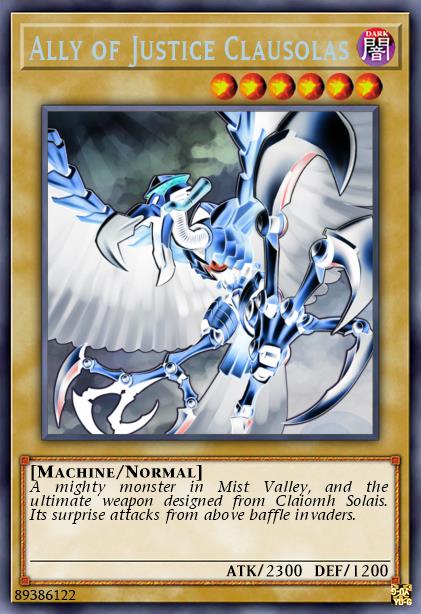 Ally of Justice Clausolas
DARK
闇
[Machine/Normal]
A mighty monster in Mist Valley, and the
ultimate weapon designed from Claiomh Solais.
Its surprise attacks from above baffle invaders.
ATK/2300 DEF/1200
89386122